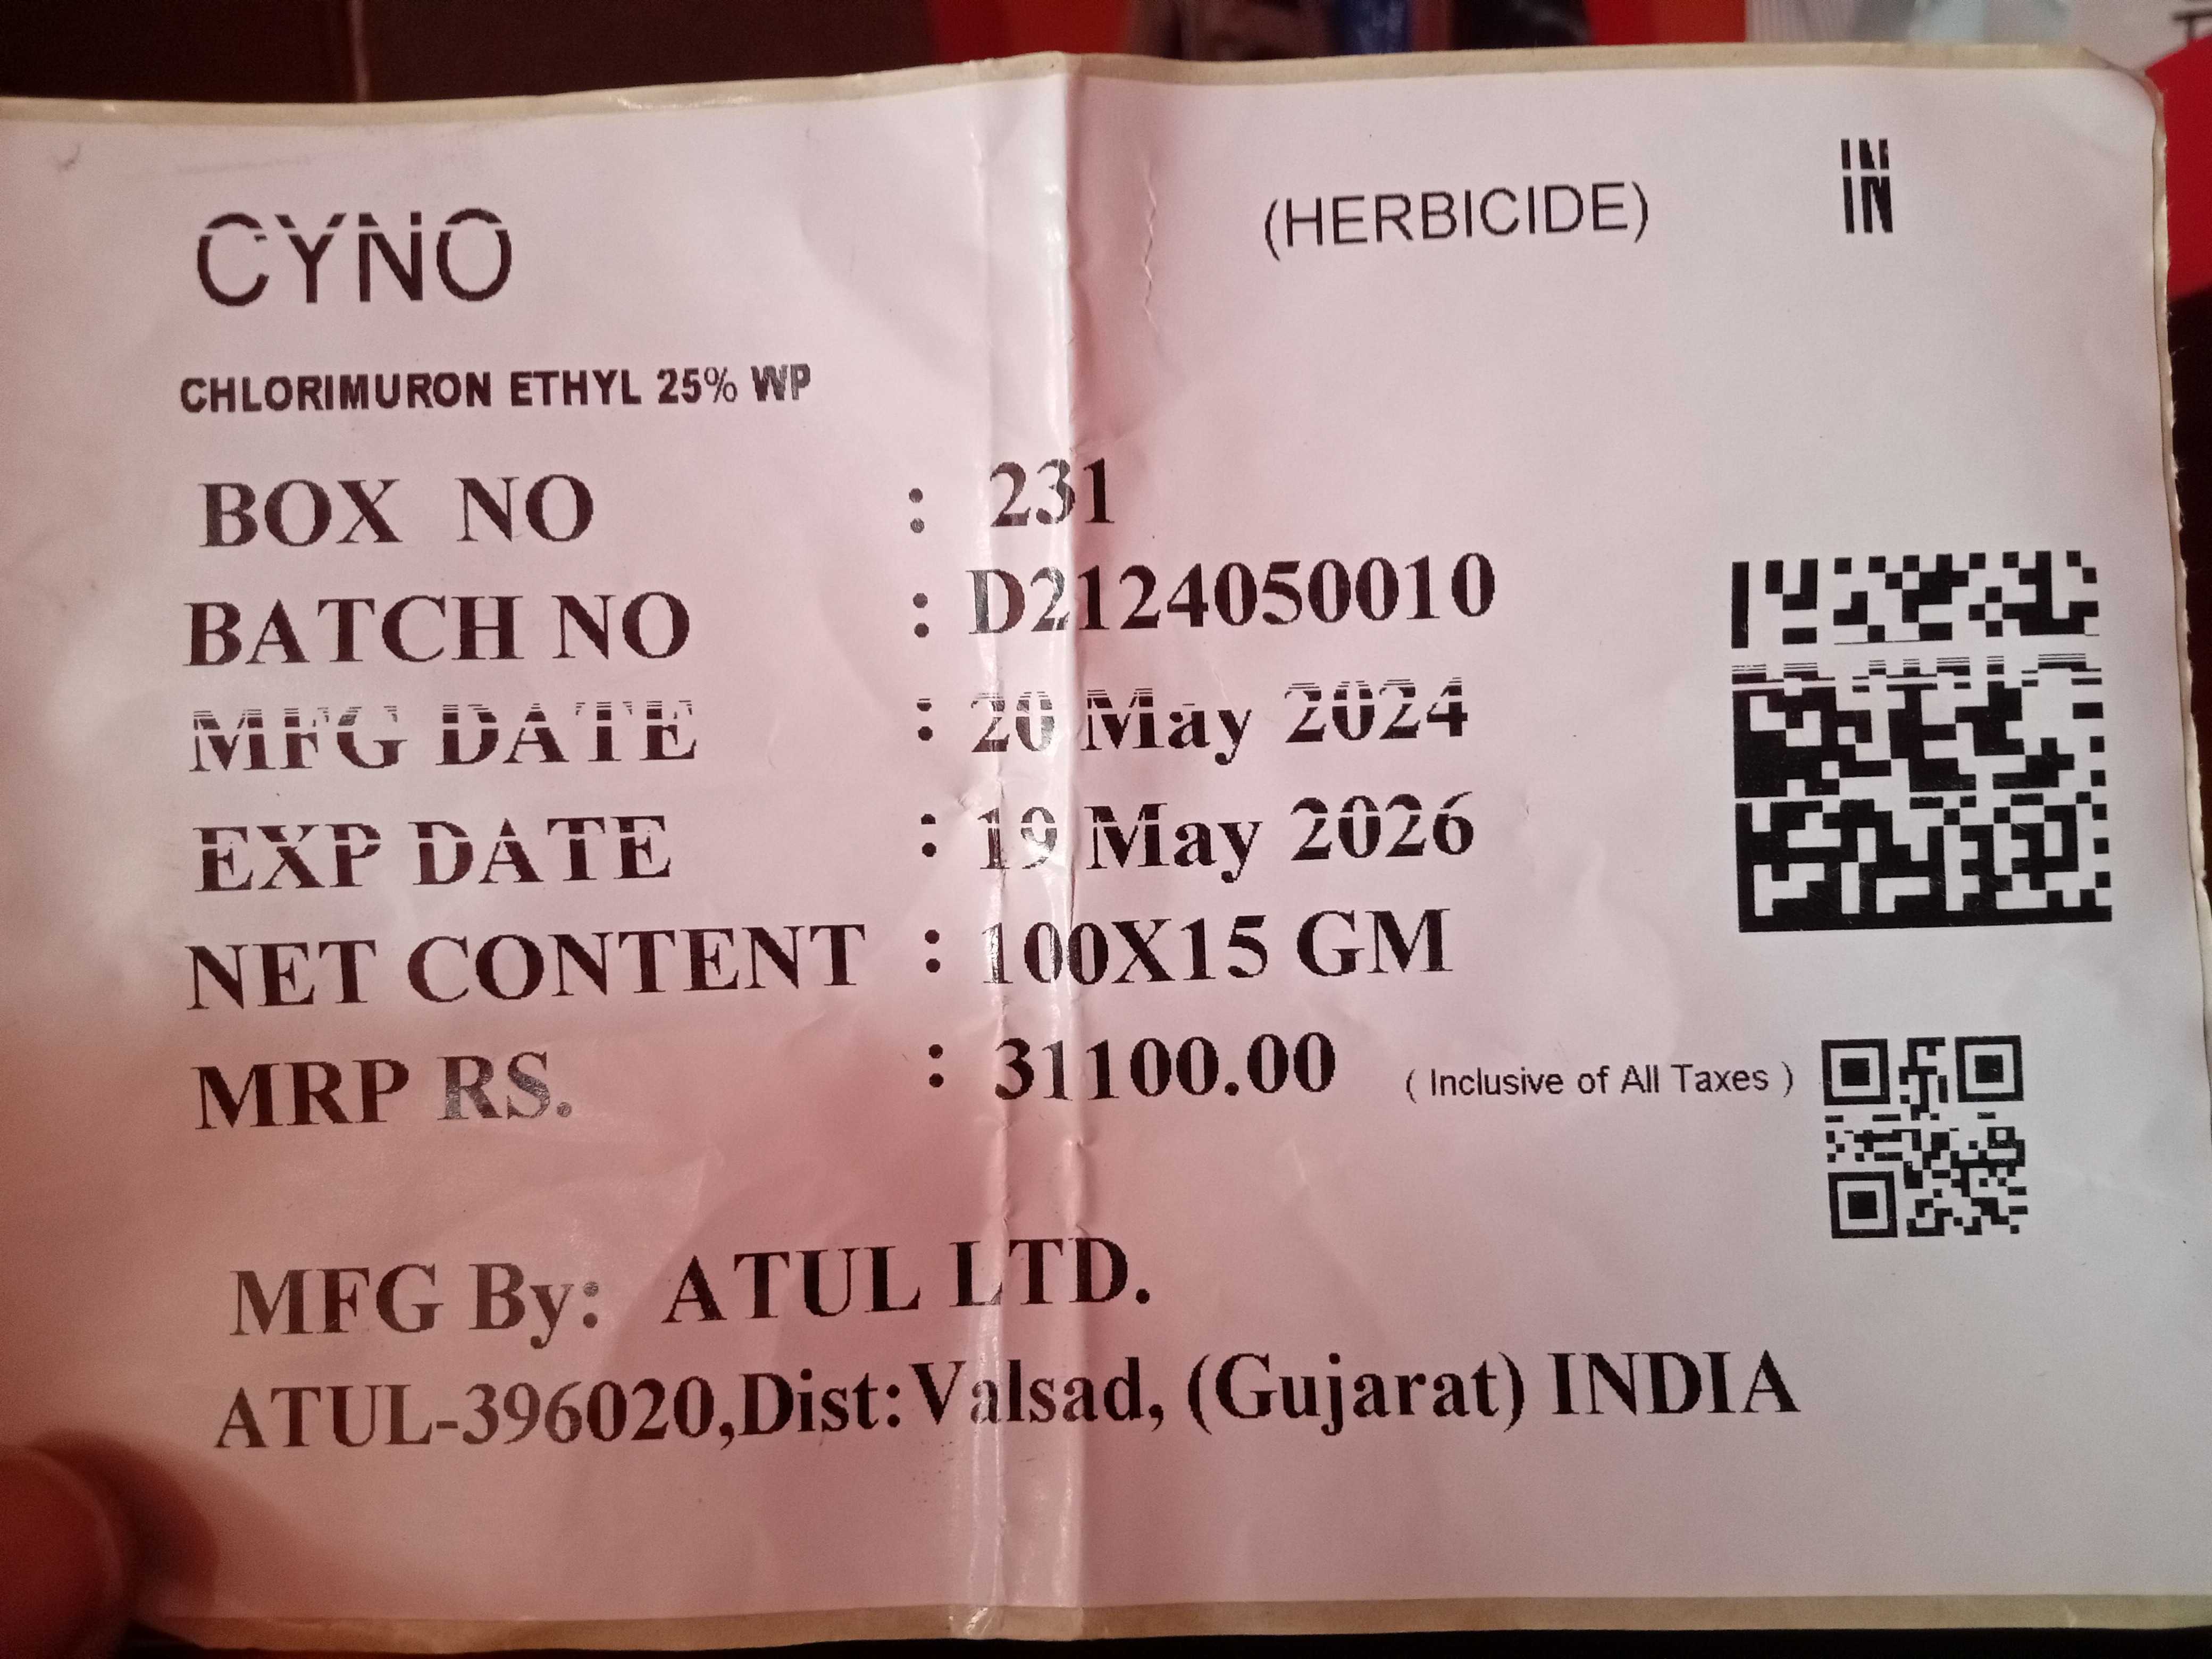 CYNO (HERBICIDE) IN
CHLORIMURON ETHYL 25% WP
BOX NO : 231
BATCH NO : D2124050010
MFG DATE : 20 May 2024
EXP DATE : 19 May 2026
NET CONTENT : 100X15 GM
MRP RS. : 31100.00 ( Inclusive of All Taxes )
MFG By: ATUL LTD.
ATUL-396020,Dist:Valsad, (Gujarat) INDIA